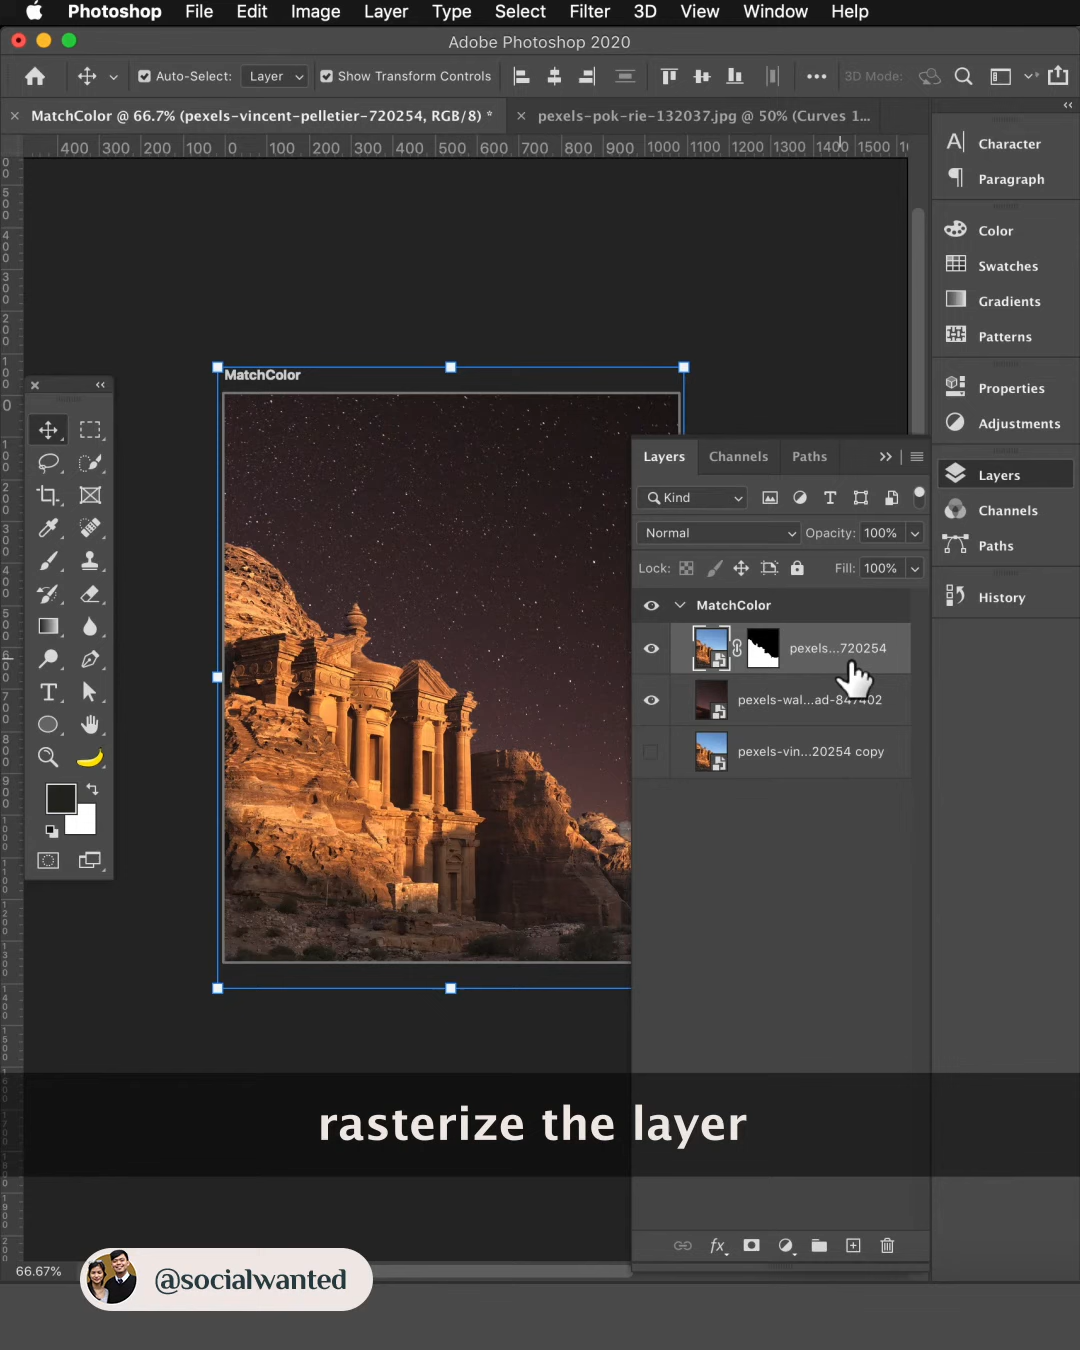 Photoshop File Edit Image Layer Type Select Filter 3D View Window Help
Adobe Photoshop 2020
Auto-Select: Layer Show Transform Controls 3D Mode:
MatchColor @ 66.7% (pexels-vincent-pelletier-720254, RGB/8) *
pexels-pok-rie-132037.jpg @ 50% (Curves 1...
400 300 200 100 0 100 200 300 400 500 600 700 800 900 1000 1100 1200 1300 1400 1500
Character
Paragraph
Color
Swatches
Gradients
Patterns
Properties
Adjustments
Layers
Channels
Paths
History
MatchColor
Layers Channels Paths
Kind
Normal Opacity: 100%
Lock: Fill: 100%
MatchColor
pexels...720254
pexels-wal...ad-847402
pexels-vin...20254 copy
rasterize the layer
66.67%
@socialwanted